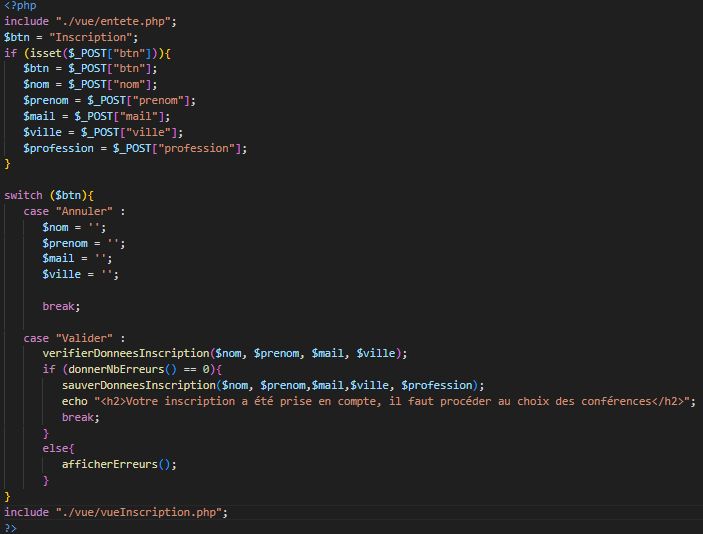 <?php
include "./vue/entete.php";
$btn = "Inscription";
if (isset($_POST["btn"])){
   $btn = $_POST["btn"];
   $nom = $_POST["nom"];
   $prenom = $_POST["prenom"];
   $mail = $_POST["mail"];
   $ville = $_POST["ville"];
   $profession = $_POST["profession"];
}

switch ($btn){
   case "Annuler" :
      $nom = '';
      $prenom = '';
      $mail = '';
      $ville = '';

      break;

   case "Valider" :
      verifierDonneesInscription($nom, $prenom, $mail, $ville);
      if (donnerNbErreurs() == 0){
         sauverDonneesInscription($nom, $prenom,$mail,$ville, $profession);
         echo "<h2>Votre inscription a été prise en compte, il faut procéder au choix des conférences</h2>";
         break;
      }
      else{
         afficherErreurs();
      }
}
include "./vue/vueInscription.php";
?>